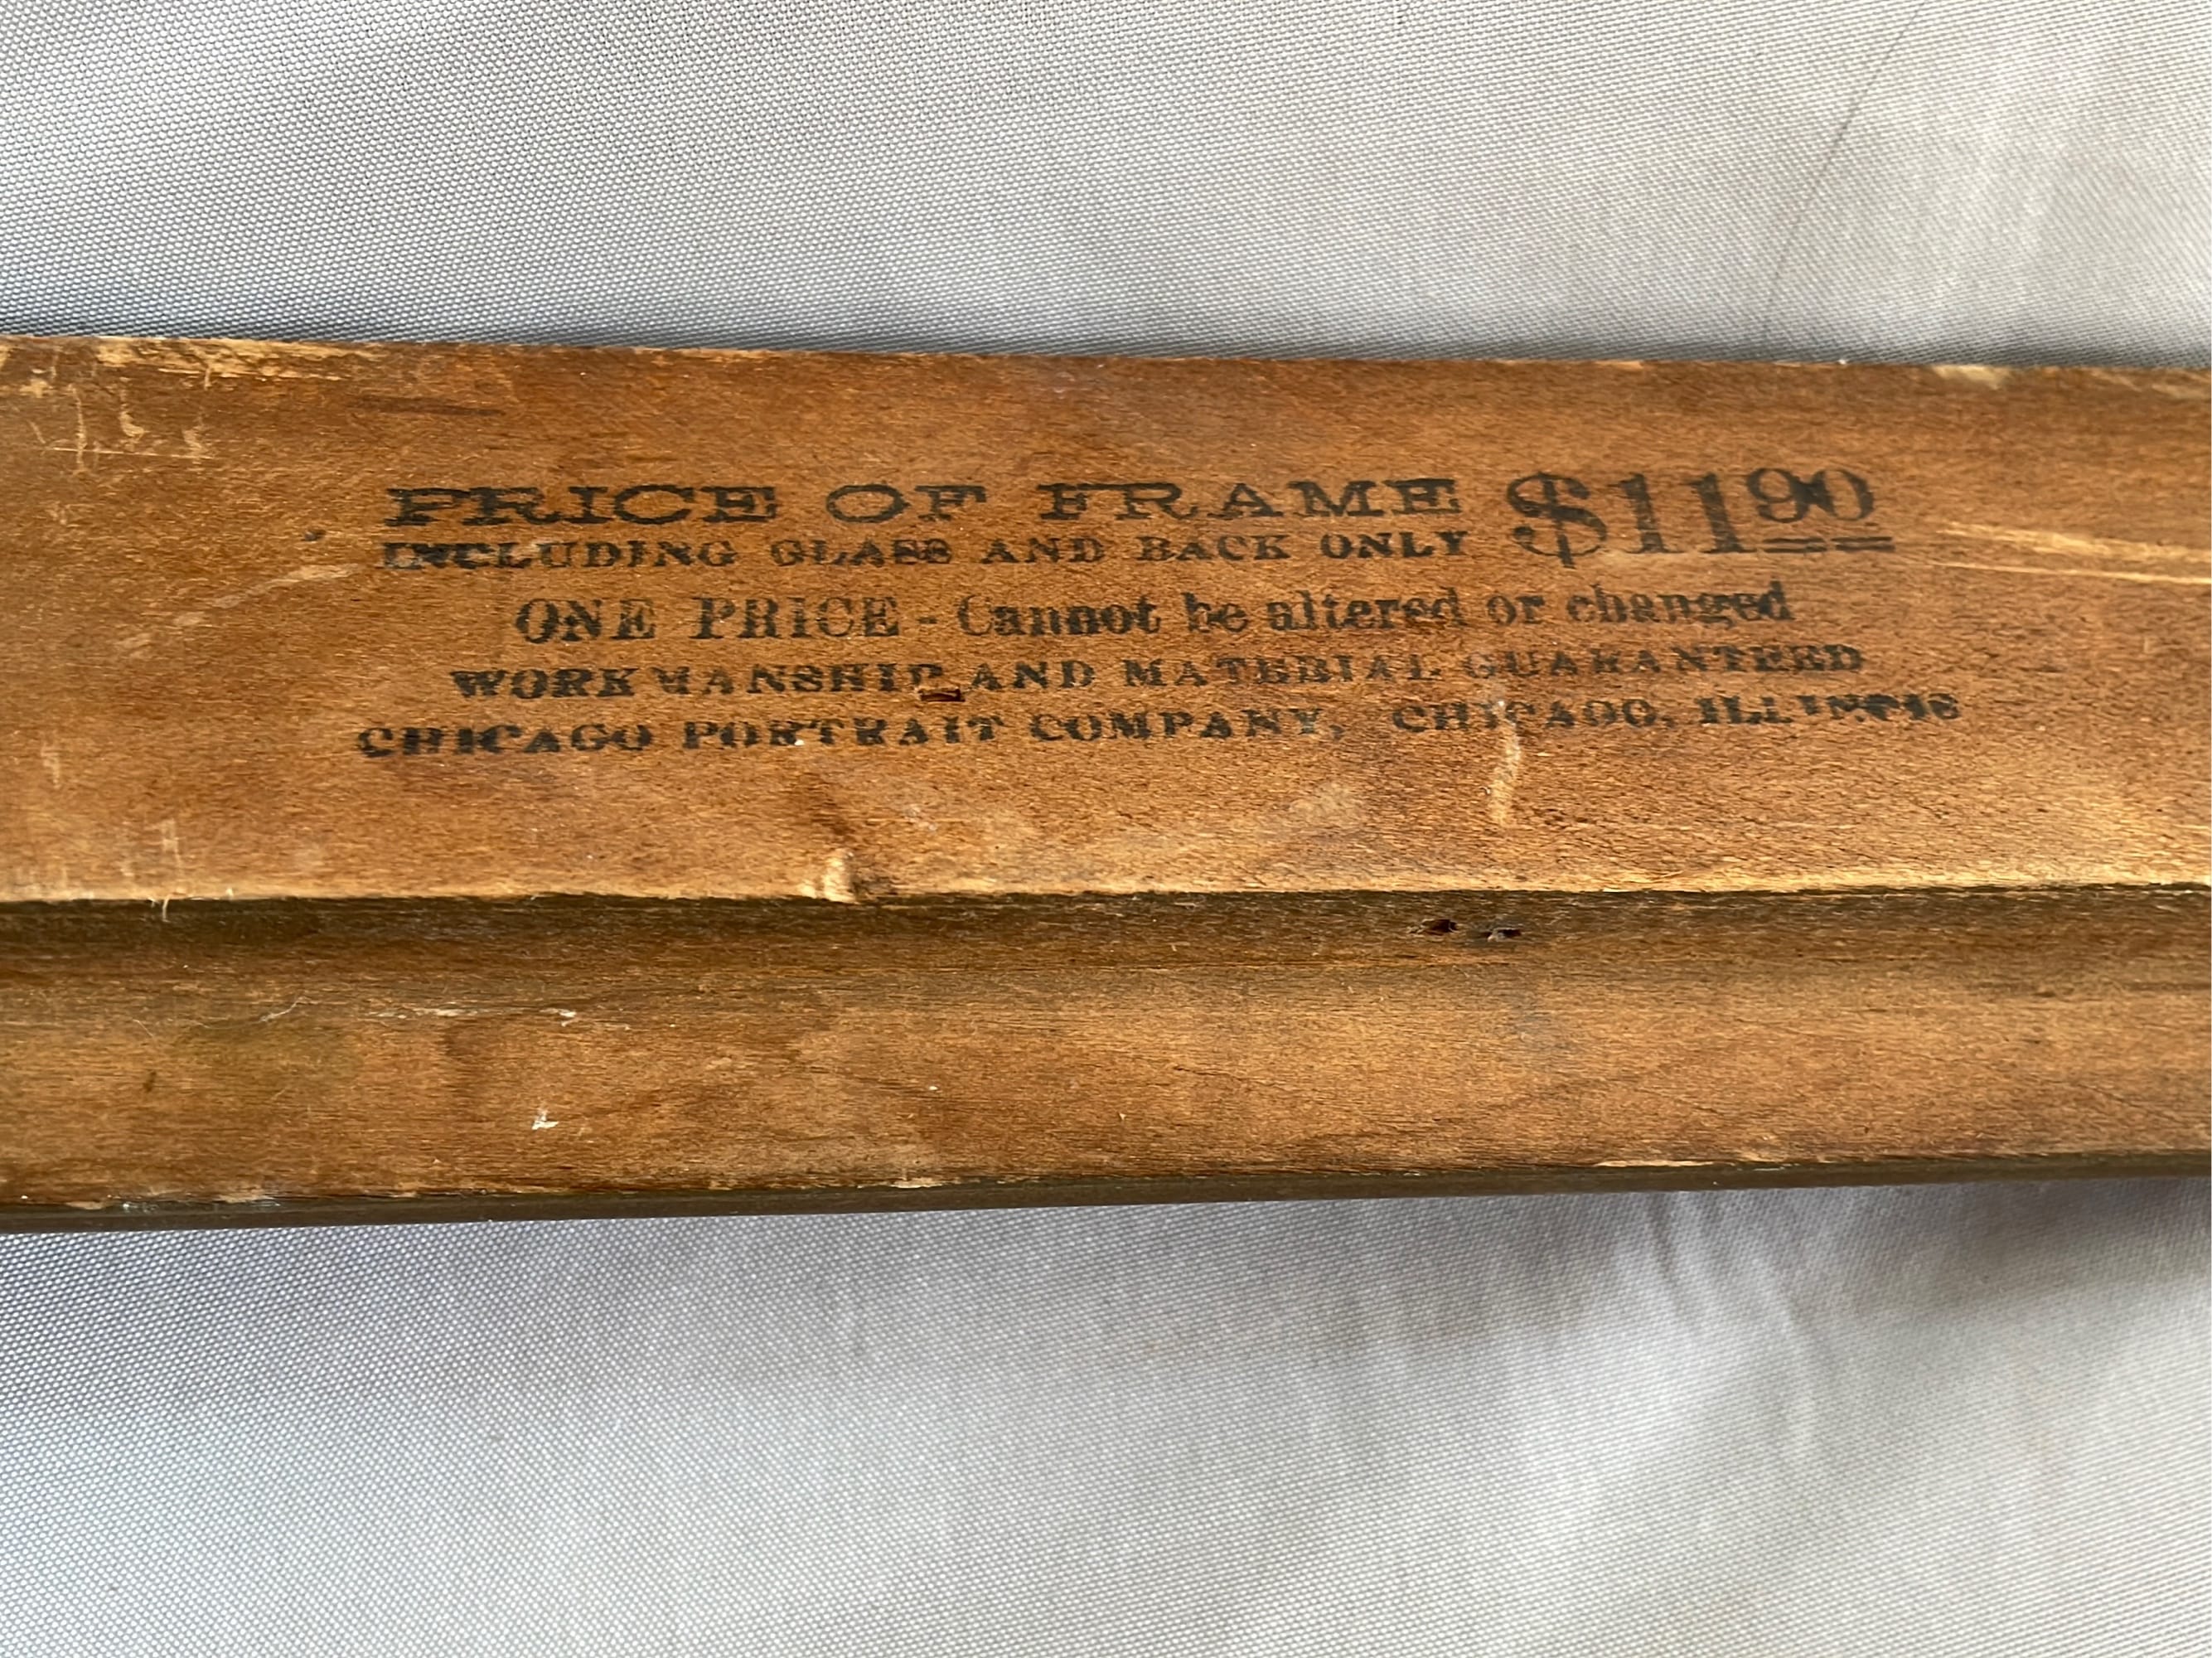 PRICE OF FRAME $11.90
INCLUDING GLASS AND BACK ONLY
ONE PRICE - Cannot be altered or changed
WORKMANSHIP AND MATERIAL GUARANTEED
CHICAGO PORTRAIT COMPANY, CHICAGO, ILLINOIS